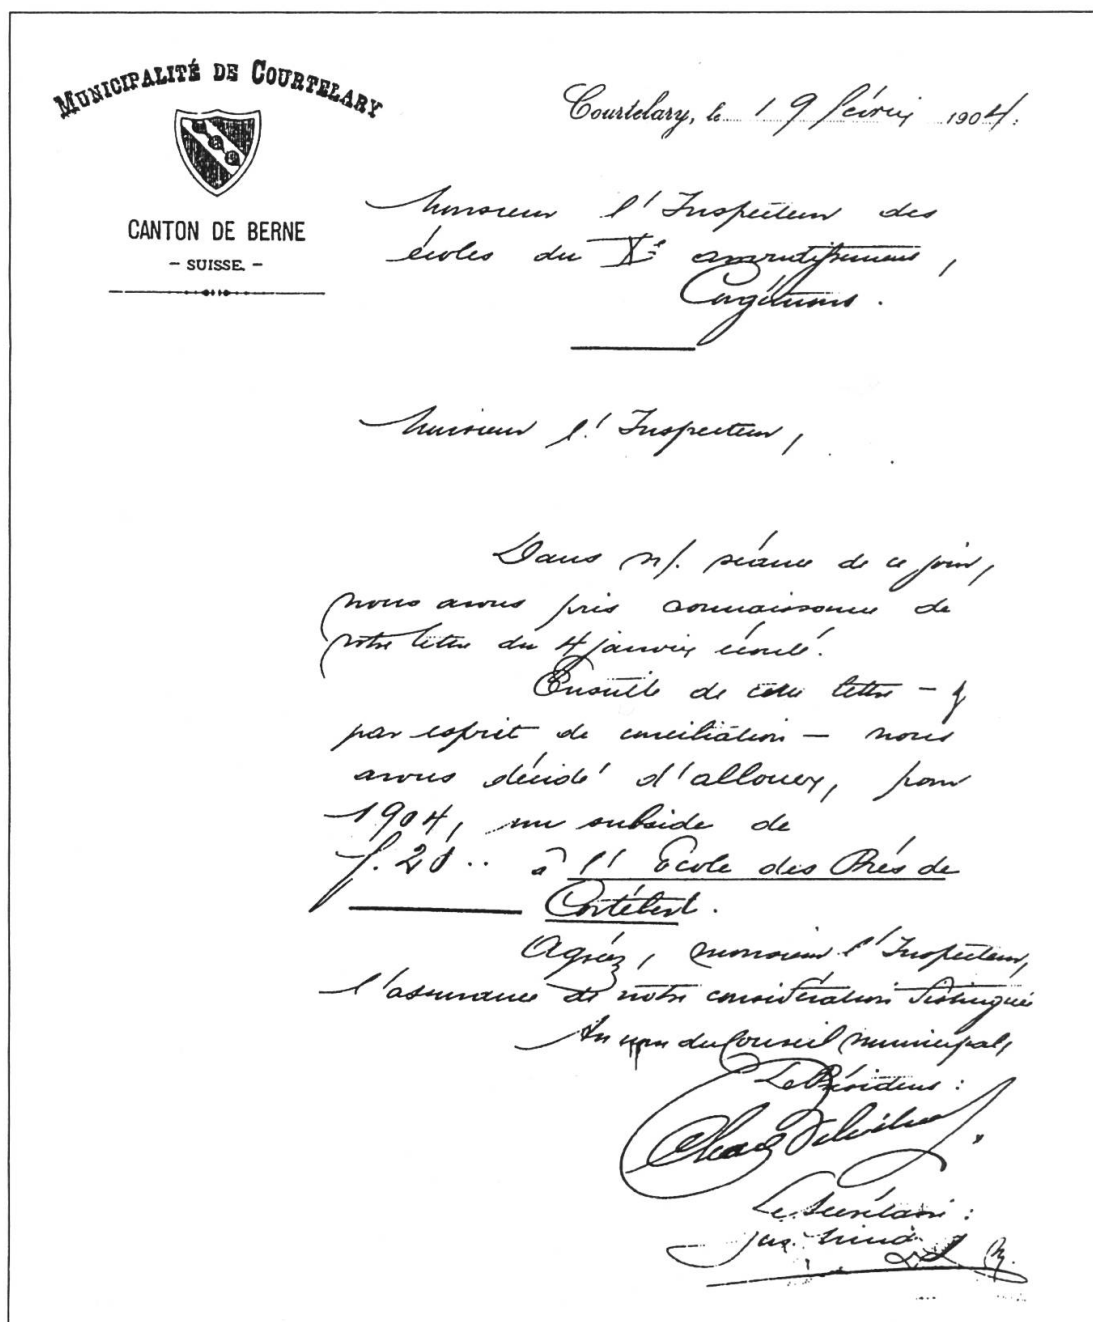 MUNICIPALITÉ DE COURTELARY
CANTON DE BERNE
- SUISSE. -
Courtelary, le 19 février 1904.
Monsieur l'Inspecteur des
écoles du Xe arrondissement,
Corgémont.
Monsieur l'Inspecteur,
Dans n/. séance de ce jour,
nous avons pris connaissance de
votre lettre du 4 janvier écoulé.
Ensuite de cette lettre - &
par esprit de conciliation - nous
avons décidé d'allouer, pour
1904, un subside de
f. 20.. à l'Ecole des Prés de
Cortébert.
Agréez, monsieur l'Inspecteur,
l'assurance de notre considération distinguée
Au nom du Conseil municipal,
Le Président :
Le Secrétaire :